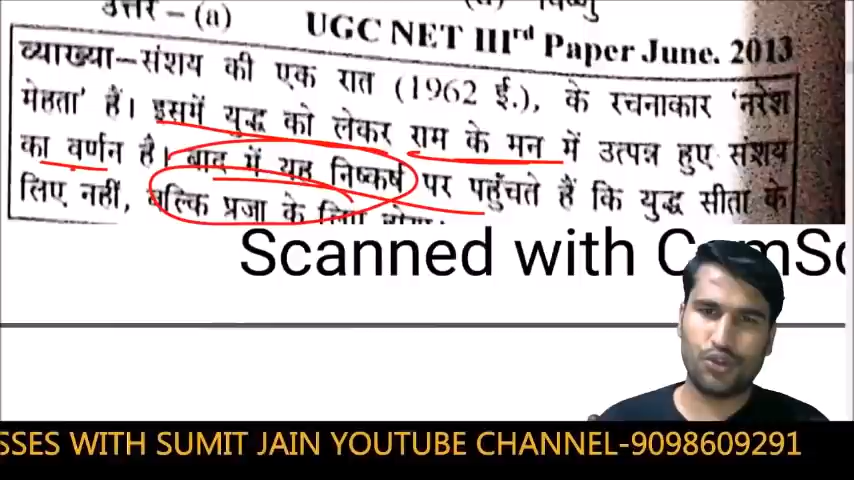 उत्तर – (a)
विष्णु
UGC NET IIIrd Paper June. 2013
व्याख्या–संशय की एक रात (1962 ई.), के रचनाकार 'नरेश
मेहता' हैं। इसमें युद्ध को लेकर राम के मन में उत्पन्न हुए संशय
का वर्णन है। बाद में यह निष्कर्ष पर पहुँचते हैं कि युद्ध सीता के
लिए नहीं, बल्कि प्रजा के लिए होगा
Scanned with CamSc
SSES WITH SUMIT JAIN YOUTUBE CHANNEL-9098609291